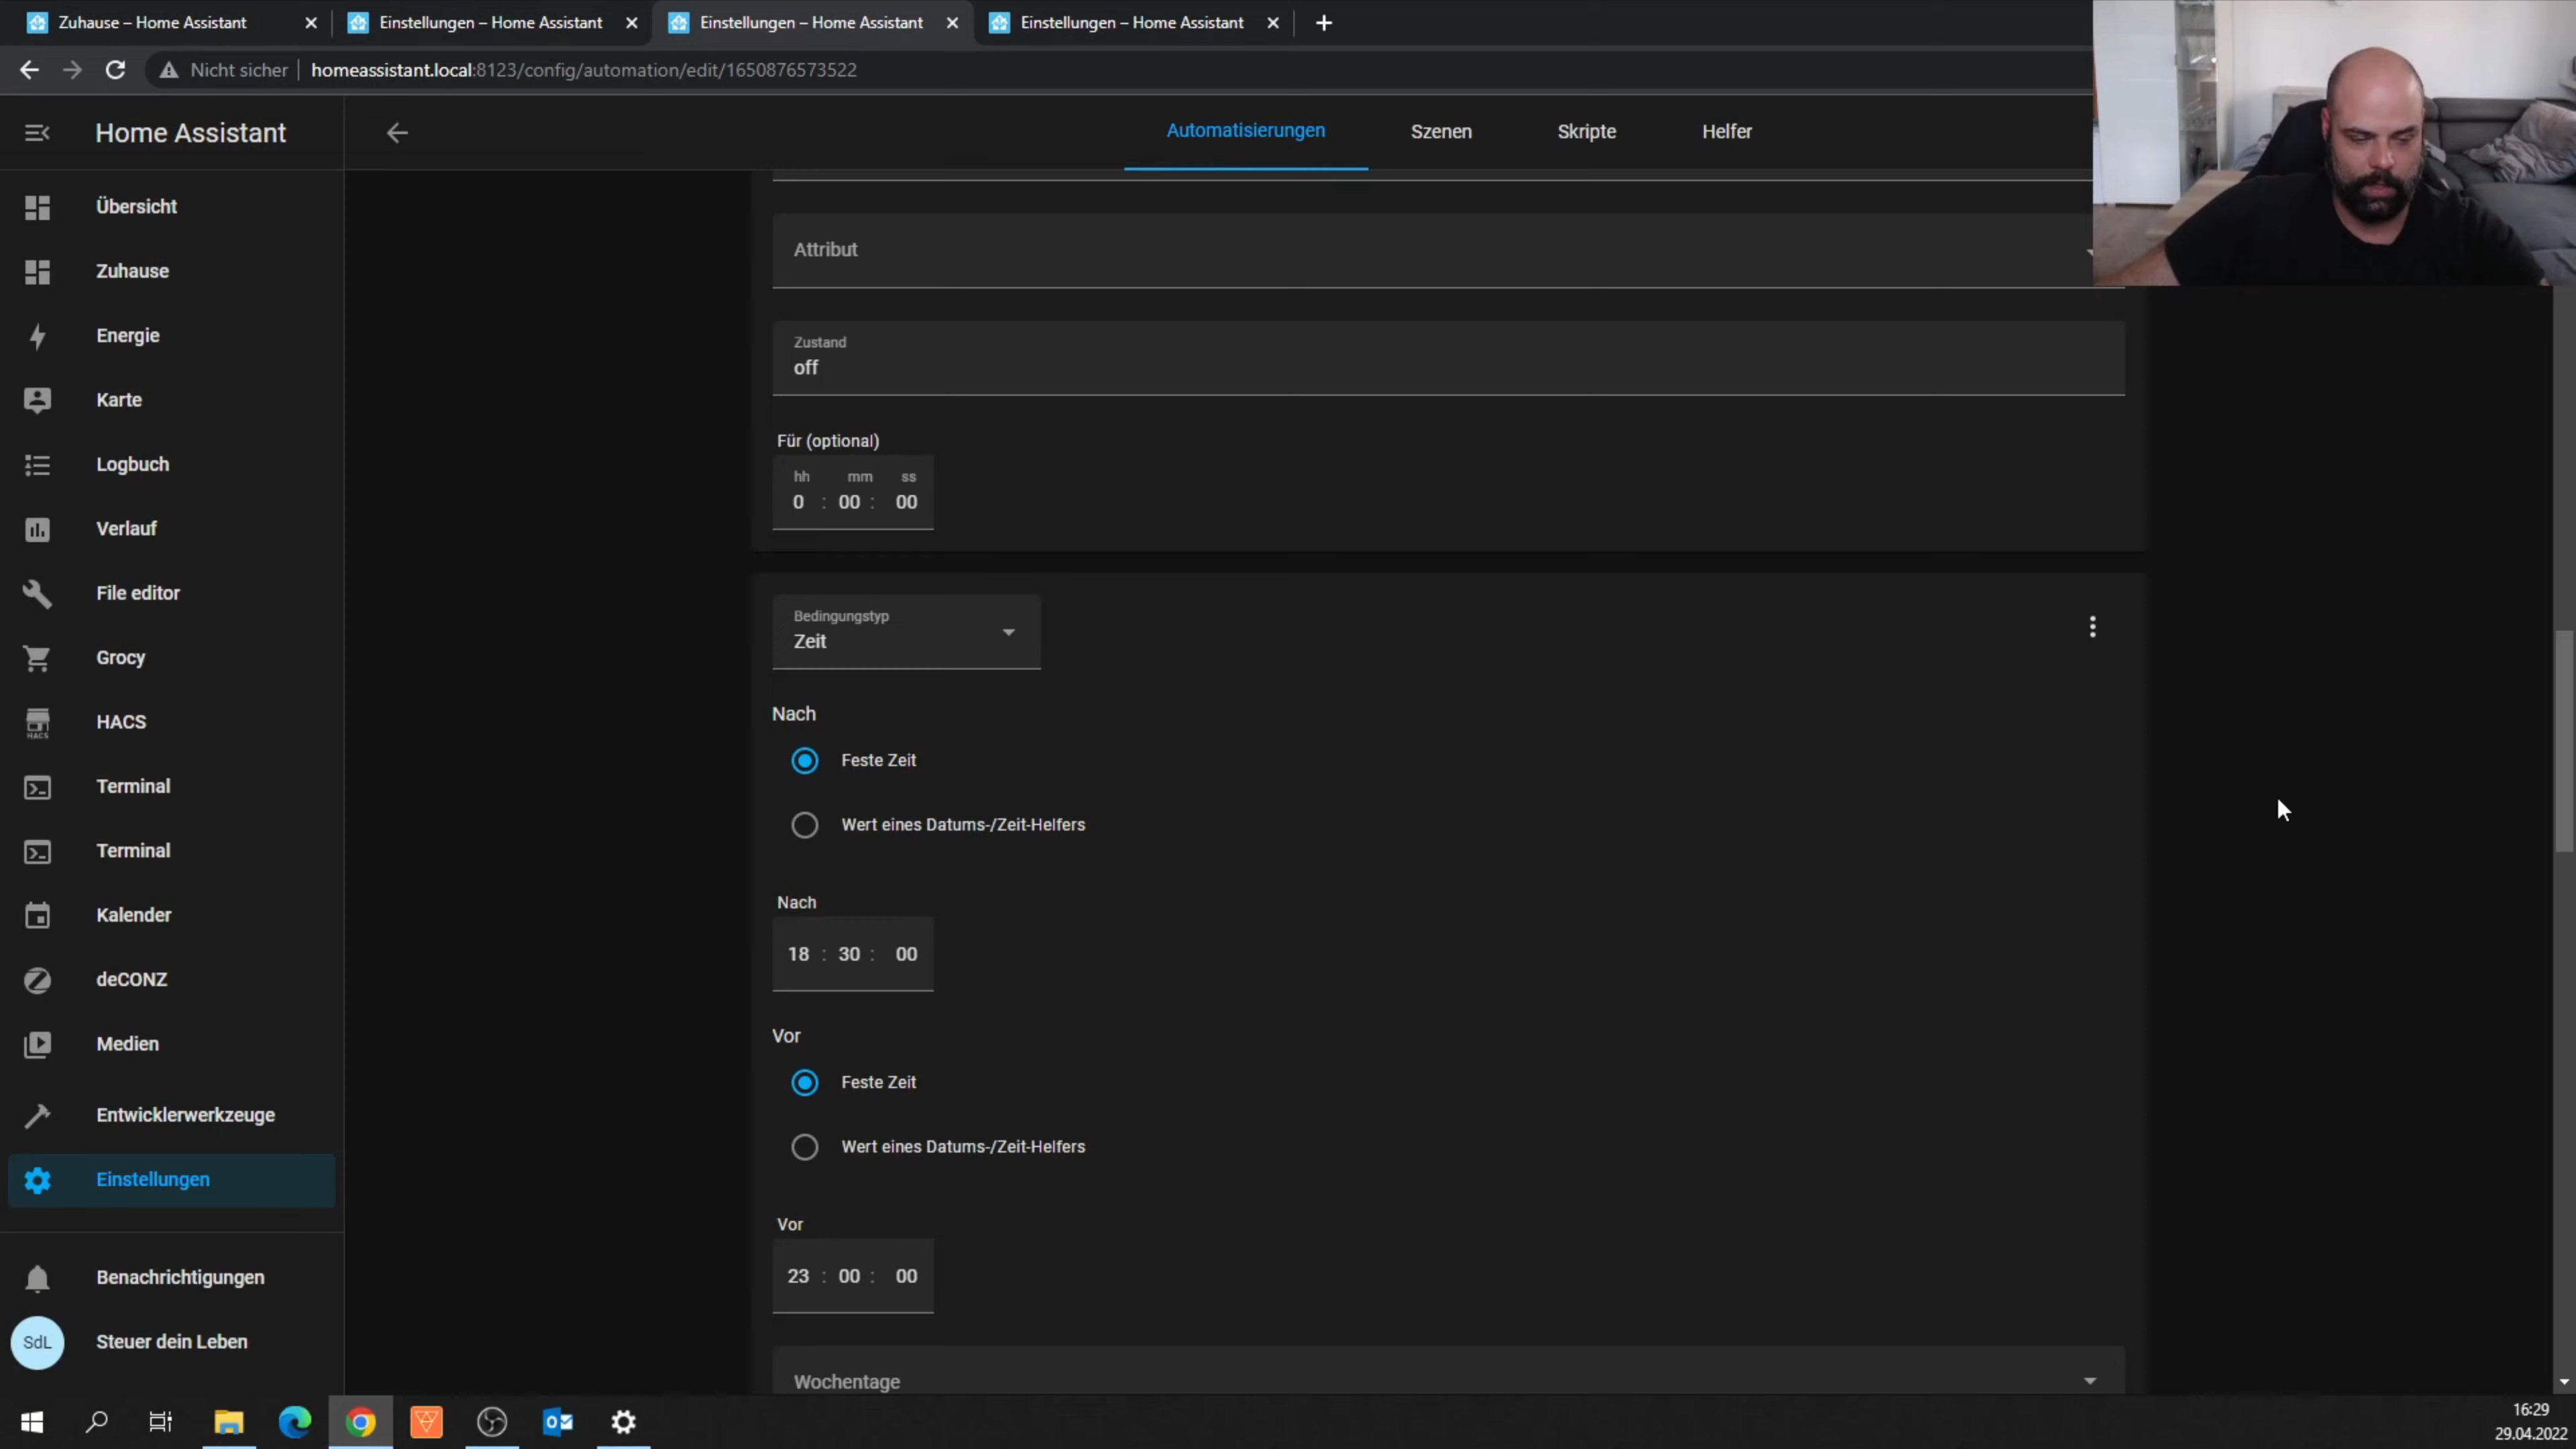 Zuhause – Home Assistant
Einstellungen – Home Assistant
Einstellungen – Home Assistant
Einstellungen – Home Assistant
Nicht sicher
homeassistant.local:8123/config/automation/edit/1650876573522
Home Assistant
Automatisierungen
Szenen
Skripte
Helfer
Übersicht
Zuhause
Energie
Karte
Logbuch
Verlauf
File editor
Grocy
HACS
HACS
Terminal
Terminal
Kalender
deCONZ
Medien
Entwicklerwerkzeuge
Einstellungen
Benachrichtigungen
SdL
Steuer dein Leben
Attribut
Zustand
off
Für (optional)
hh mm ss
0 : 00 : 00
Bedingungstyp
Zeit
Nach
Feste Zeit
Wert eines Datums-/Zeit-Helfers
Nach
18 : 30 : 00
Vor
Feste Zeit
Wert eines Datums-/Zeit-Helfers
Vor
23 : 00 : 00
Wochentage
16:29
29.04.2022